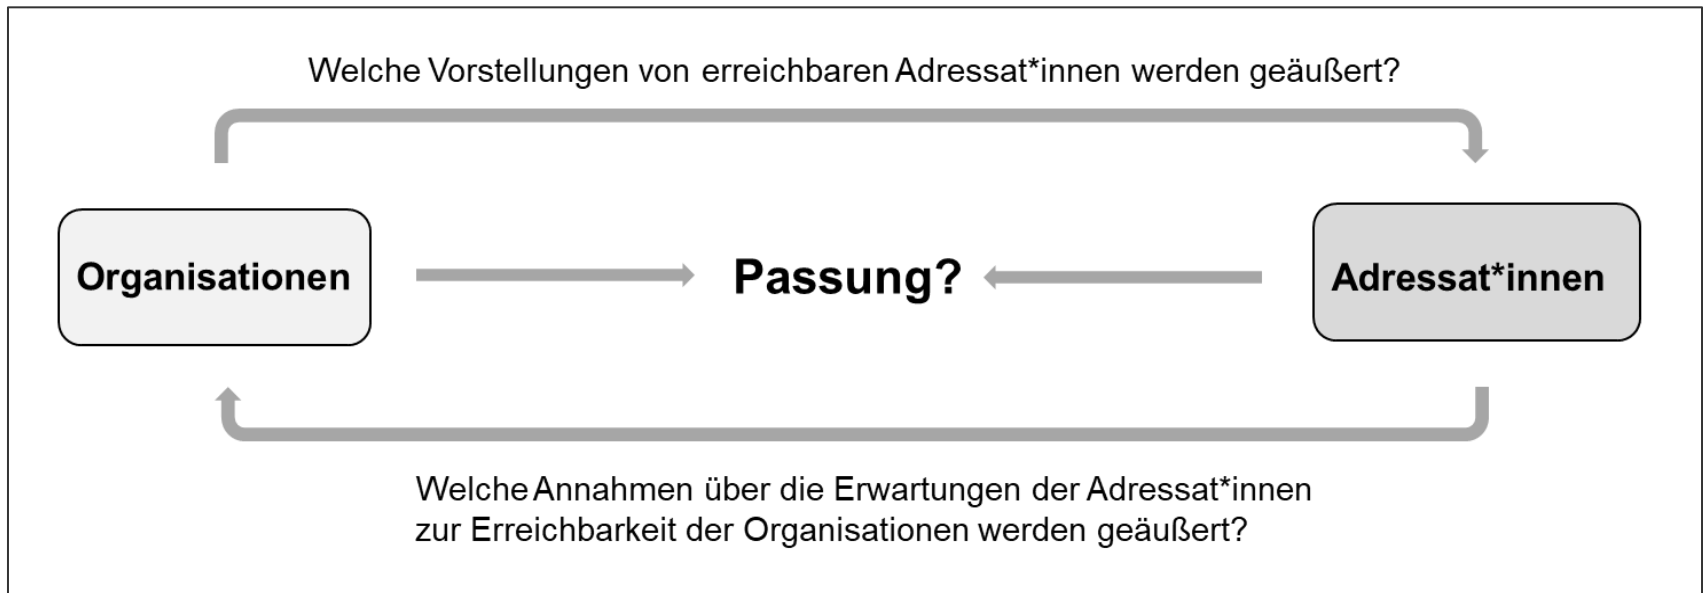 Welche Vorstellungen von erreichbaren Adressat*innen werden geäußert?
Organisationen
Passung?
Adressat*innen
Welche Annahmen über die Erwartungen der Adressat*innen
zur Erreichbarkeit der Organisationen werden geäußert?